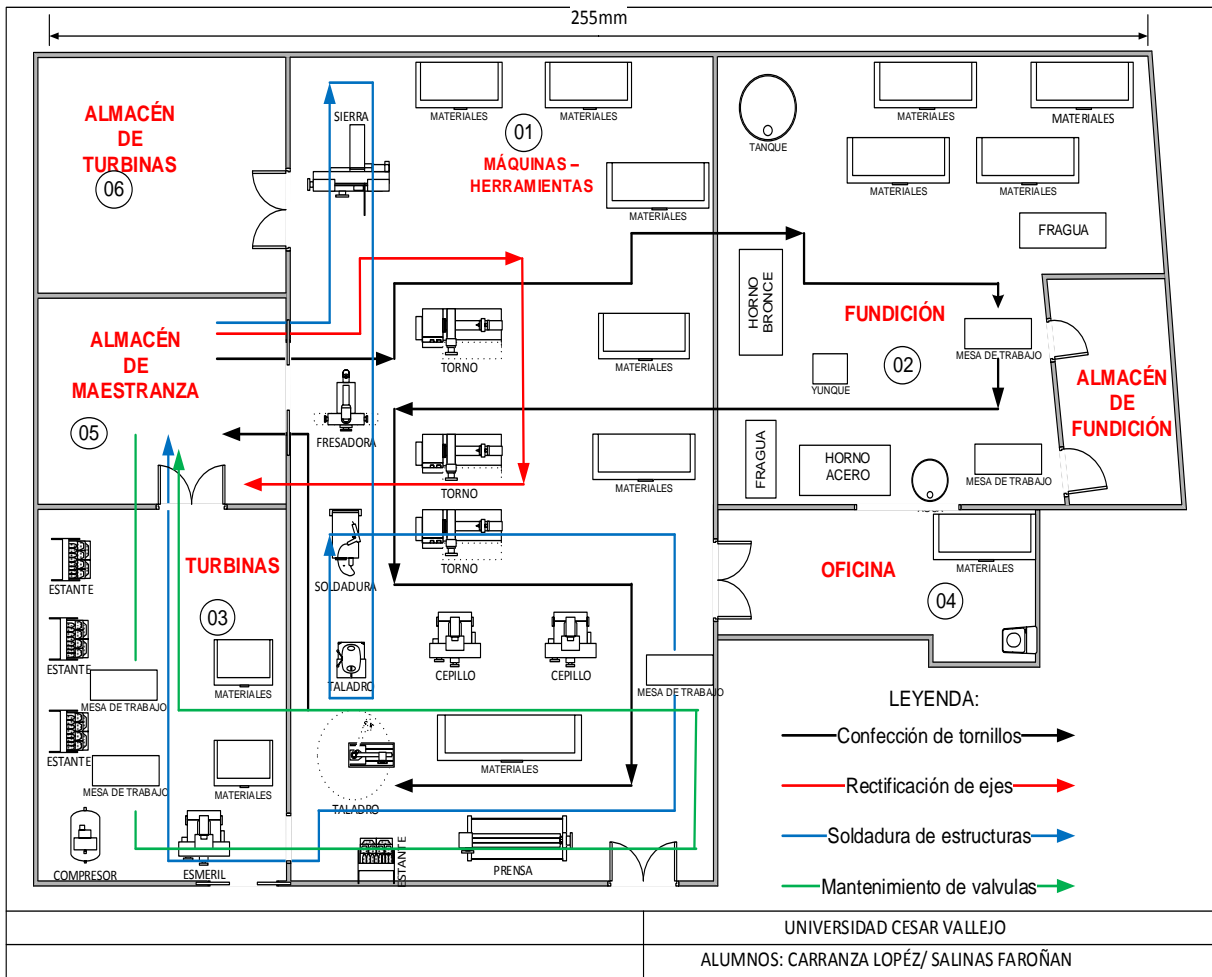 255mm
ALMACÉN
DE
TURBINAS
06
SIERRA
MATERIALES
MATERIALES
01
MÁQUINAS –
HERRAMIENTAS
MATERIALES
TANQUE
MATERIALES
MATERIALES
MATERIALES
MATERIALES
FRAGUA
HORNO
BRONCE
FUNDICIÓN
02
MESA DE TRABAJO
YUNQUE
ALMACÉN
DE
FUNDICIÓN
ALMACÉN
DE
MAESTRANZA
05
TORNO
MATERIALES
FRESADORA
TORNO
MATERIALES
FRAGUA
HORNO
ACERO
MESA DE TRABAJO
TURBINAS
03
ESTANTE
ESTANTE
ESTANTE
MESA DE TRABAJO
MATERIALES
MESA DE TRABAJO
MATERIALES
COMPRESOR
ESMERIL
SOLDADURA
TORNO
TALADRO
CEPILLO
CEPILLO
MESA DE TRABAJO
MATERIALES
TALADRO
ESTANTE
PRENSA
OFICINA
04
MATERIALES
LEYENDA:
Confección de tornillos
Rectificación de ejes
Soldadura de estructuras
Mantenimiento de valvulas
UNIVERSIDAD CESAR VALLEJO
ALUMNOS: CARRANZA LOPÉZ/ SALINAS FAROÑAN